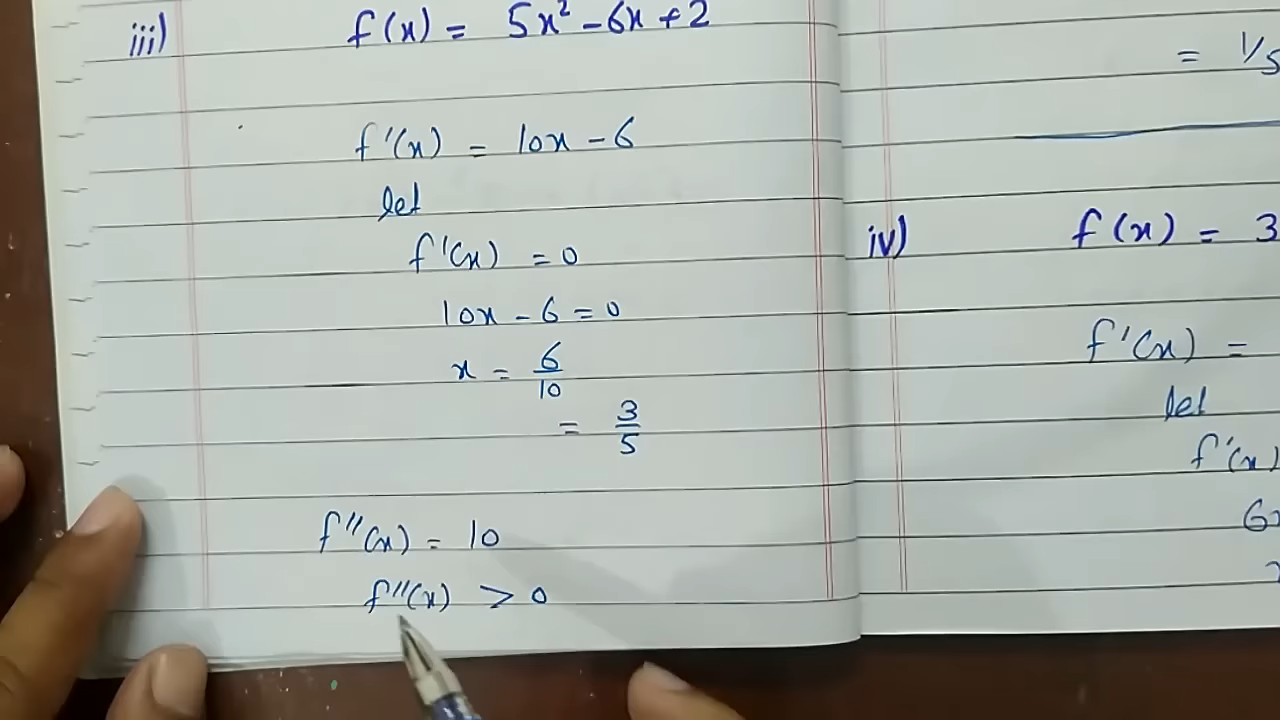 iii) f(x) = 5x² - 6x + 2
f'(x) = 10x - 6
let
f'(x) = 0
10x - 6 = 0
x = 6/10
= 3/5
f''(x) = 10
f''(x) > 0
= 1/5
iv) f(x) = 3
f'(x) =
let
f'(x)